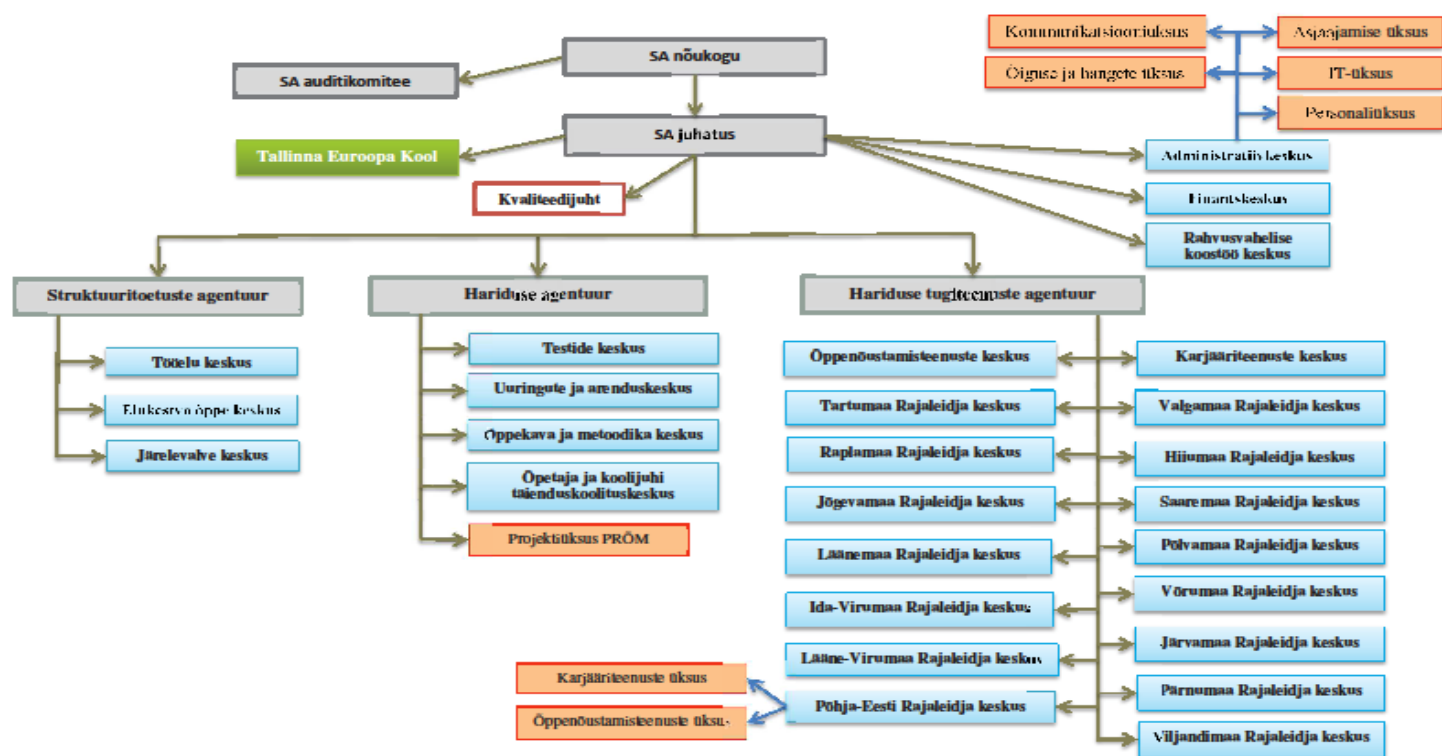 SA nõukogu
SA auditikomitee
SA juhatus
Tallinna Euroopa Kool
Kvaliteedijuht
Kommunikatsiooniüksus
Asjaajamise üksus
Õiguse ja hangete üksus
IT-üksus
Personaliüksus
Administratiivkeskus
Finantskeskus
Rahvusvahelise
koostöö keskus
Struktuuritoetuste agentuur
Hariduse agentuur
Hariduse tugiteenuste agentuur
Tööelu keskus
Elukestva õppe keskus
Järelevalve keskus
Testide keskus
Uuringute ja arenduskeskus
Õppekava ja metoodika keskus
Õpetaja ja koolijuhi
täienduskoolituskeskus
Projektiüksus PRÕM
Õppenõustamisteenuste keskus
Karjääriteenuste keskus
Tartumaa Rajaleidja keskus
Valgamaa Rajaleidja keskus
Raplamaa Rajaleidja keskus
Hiiumaa Rajaleidja keskus
Jõgevamaa Rajaleidja keskus
Saaremaa Rajaleidja keskus
Läänemaa Rajaleidja keskus
Põlvamaa Rajaleidja keskus
Ida-Virumaa Rajaleidja keskus
Võrumaa Rajaleidja keskus
Lääne-Virumaa Rajaleidja keskus
Järvamaa Rajaleidja keskus
Põhja-Eesti Rajaleidja keskus
Pärnumaa Rajaleidja keskus
Viljandimaa Rajaleidja keskus
Karjääriteenuste üksus
Õppenõustamisteenuste üksus